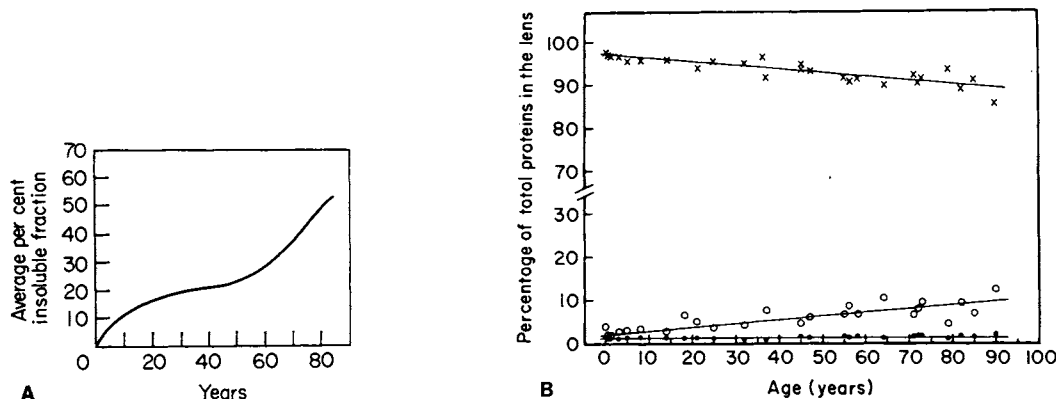 Average per cent
insoluble fraction
70
60
50
40
30
20
10
0 20 40 60 80
Years
A
Percentage of total proteins in the lens
100
90
80
70
30
20
10
0
0 10 20 30 40 50 60 70 80 90 100
Age (years)
B